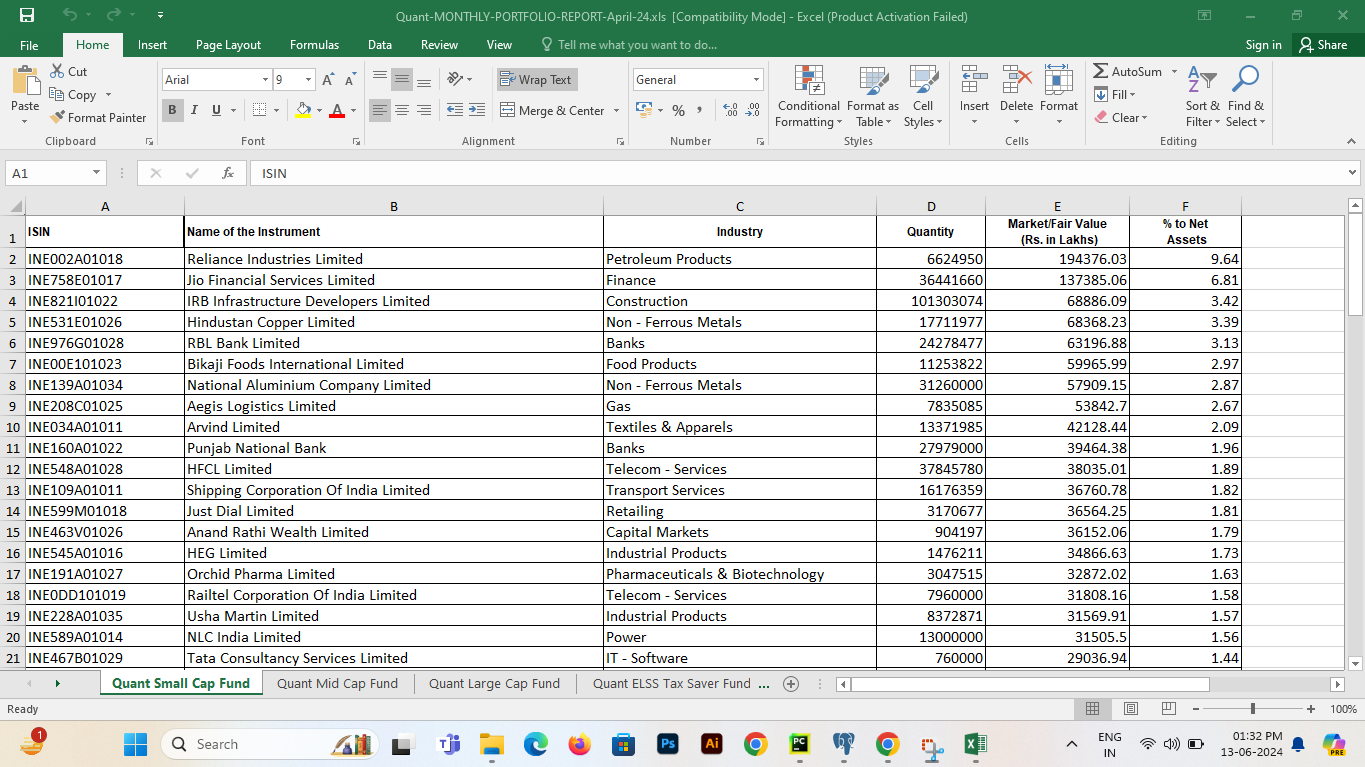 Quant-MONTHLY-PORTFOLIO-REPORT-April-24.xls [Compatibility Mode] - Excel (Product Activation Failed)
File Home Insert Page Layout Formulas Data Review View Tell me what you want to do... Sign in Share
Paste Cut Copy Format Painter
Clipboard
Arial 9
B I U A
Font
Wrap Text
Merge & Center
Alignment
General
% ,
Number
Conditional Formatting Format as Table Cell Styles
Styles
Insert Delete Format
Cells
AutoSum Fill Clear Sort & Filter Find & Select
Editing
A1 fx ISIN
A B C D E F
1 ISIN Name of the Instrument Industry Quantity Market/Fair Value (Rs. in Lakhs) % to Net Assets
2 INE002A01018 Reliance Industries Limited Petroleum Products 6624950 194376.03 9.64
3 INE758E01017 Jio Financial Services Limited Finance 36441660 137385.06 6.81
4 INE821I01022 IRB Infrastructure Developers Limited Construction 101303074 68886.09 3.42
5 INE531E01026 Hindustan Copper Limited Non - Ferrous Metals 17711977 68368.23 3.39
6 INE976G01028 RBL Bank Limited Banks 24278477 63196.88 3.13
7 INE00E101023 Bikaji Foods International Limited Food Products 11253822 59965.99 2.97
8 INE139A01034 National Aluminium Company Limited Non - Ferrous Metals 31260000 57909.15 2.87
9 INE208C01025 Aegis Logistics Limited Gas 7835085 53842.7 2.67
10 INE034A01011 Arvind Limited Textiles & Apparels 13371985 42128.44 2.09
11 INE160A01022 Punjab National Bank Banks 27979000 39464.38 1.96
12 INE548A01028 HFCL Limited Telecom - Services 37845780 38035.01 1.89
13 INE109A01011 Shipping Corporation Of India Limited Transport Services 16176359 36760.78 1.82
14 INE599M01018 Just Dial Limited Retailing 3170677 36564.25 1.81
15 INE463V01026 Anand Rathi Wealth Limited Capital Markets 904197 36152.06 1.79
16 INE545A01016 HEG Limited Industrial Products 1476211 34866.63 1.73
17 INE191A01027 Orchid Pharma Limited Pharmaceuticals & Biotechnology 3047515 32872.02 1.63
18 INE0DD101019 Railtel Corporation Of India Limited Telecom - Services 7960000 31808.16 1.58
19 INE228A01035 Usha Martin Limited Industrial Products 8372871 31569.91 1.57
20 INE589A01014 NLC India Limited Power 13000000 31505.5 1.56
21 INE467B01029 Tata Consultancy Services Limited IT - Software 760000 29036.94 1.44
Quant Small Cap Fund Quant Mid Cap Fund Quant Large Cap Fund Quant ELSS Tax Saver Fund ...
Ready 100%
1 Search Ps Ai PC ENG IN 01:32 PM 13-06-2024 PRE